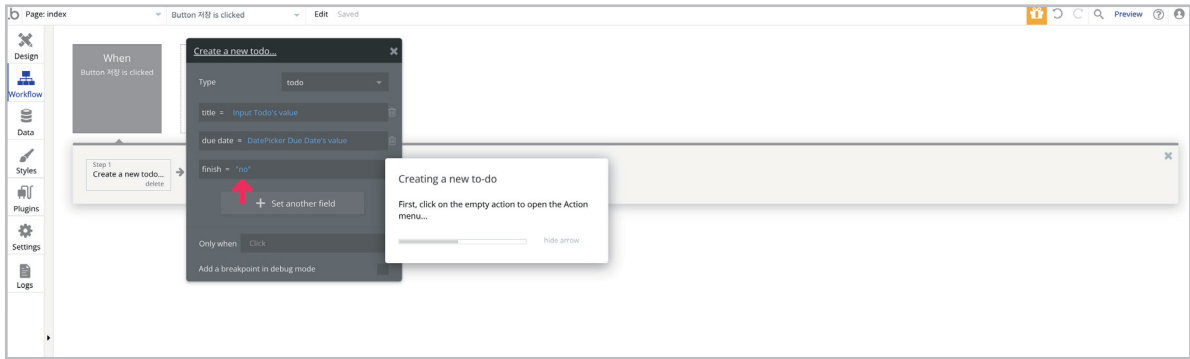 Page: index
Button 저장 is clicked
Edit
Saved
Preview
Design
Workflow
Data
Styles
Plugins
Settings
Logs
When
Button 저장 is clicked
Step 1
Create a new todo...
delete
Create a new todo...
Type
todo
title = Input Todo's value
due date = DatePicker Due Date's value
finish = "no"
Set another field
Only when Click
Add a breakpoint in debug mode
Creating a new to-do
First, click on the empty action to open the Action
menu...
hide arrow